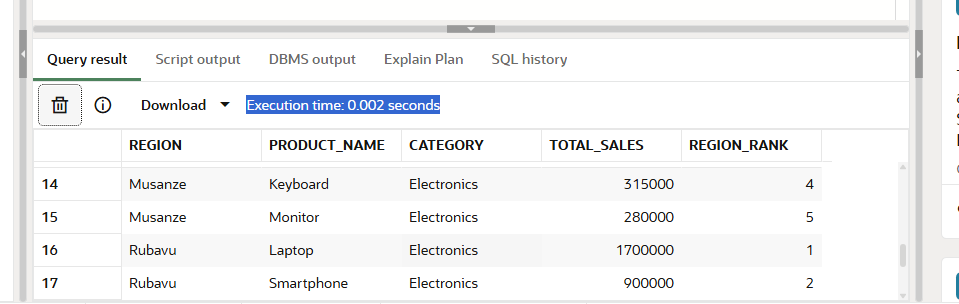 Query result Script output DBMS output Explain Plan SQL history
Download Execution time: 0.002 seconds
REGION PRODUCT_NAME CATEGORY TOTAL_SALES REGION_RANK
14 Musanze Keyboard Electronics 315000 4
15 Musanze Monitor Electronics 280000 5
16 Rubavu Laptop Electronics 1700000 1
17 Rubavu Smartphone Electronics 900000 2